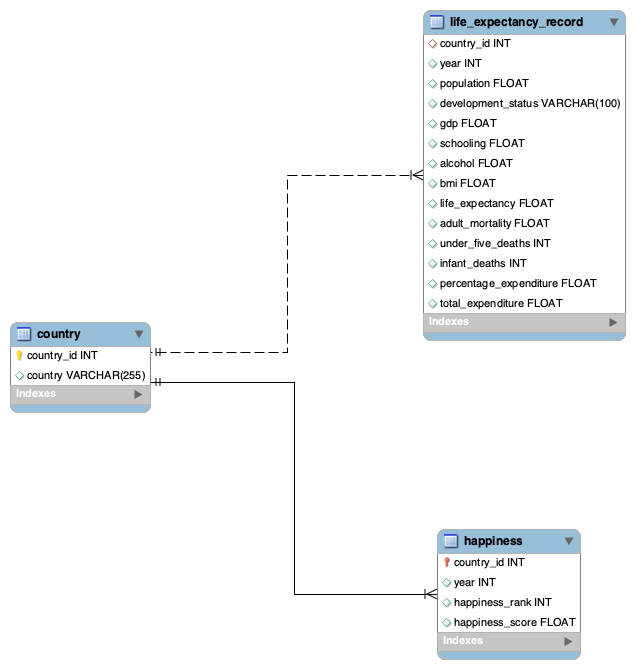 life_expectancy_record
country_id INT
year INT
population FLOAT
development_status VARCHAR(100)
gdp FLOAT
schooling FLOAT
alcohol FLOAT
bmi FLOAT
life_expectancy FLOAT
adult_mortality FLOAT
under_five_deaths INT
infant_deaths INT
percentage_expenditure FLOAT
total_expenditure FLOAT
Indexes
country
country_id INT
country VARCHAR(255)
Indexes
happiness
country_id INT
year INT
happiness_rank INT
happiness_score FLOAT
Indexes